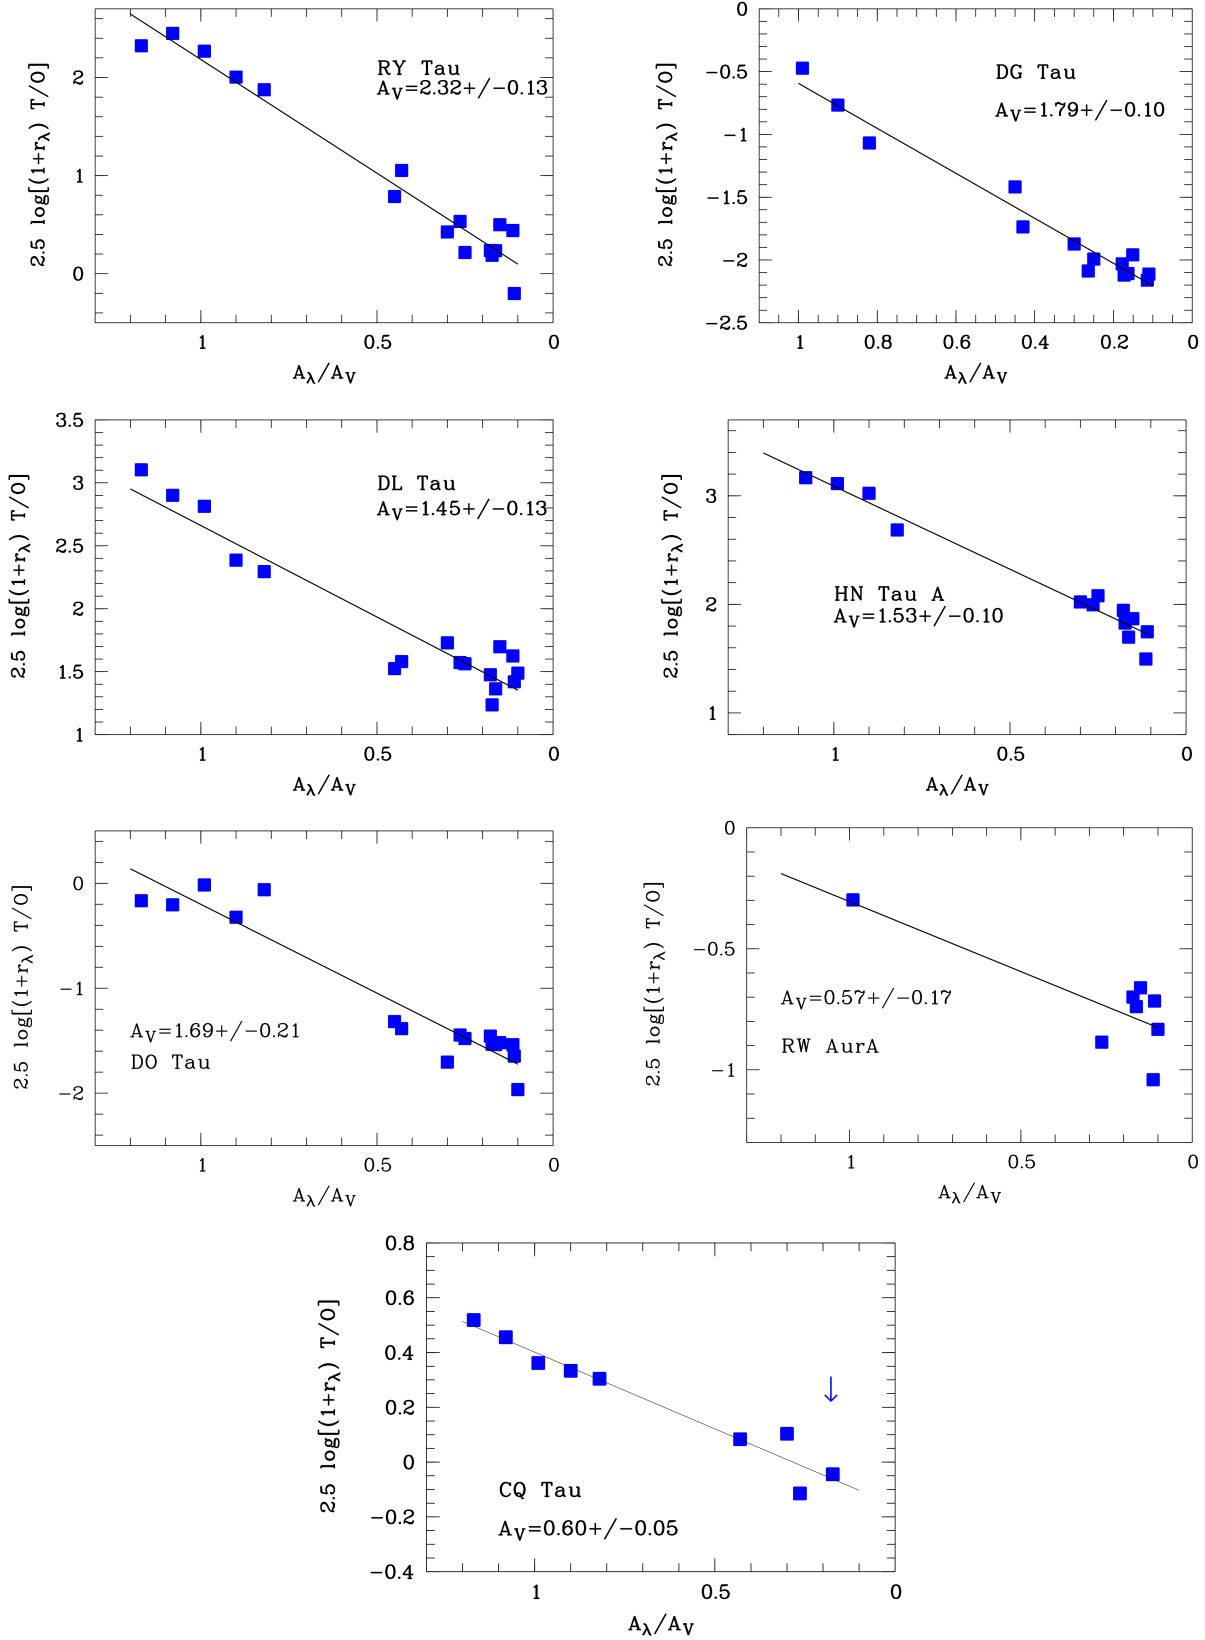 2.5 log[(1+rλ) T/O]
2
1
0
RY Tau
AV=2.32+/-0.13
1
0.5
0
Aλ/AV
2.5 log[(1+rλ) T/O]
0
-0.5
-1
-1.5
-2
-2.5
DG Tau
AV=1.79+/-0.10
1
0.8
0.6
0.4
0.2
0
Aλ/AV
2.5 log[(1+rλ) T/O]
3.5
3
2.5
2
1.5
1
DL Tau
AV=1.45+/-0.13
1
0.5
0
Aλ/AV
2.5 log[(1+rλ) T/O]
3
2
1
HN Tau A
AV=1.53+/-0.10
1
0.5
0
Aλ/AV
2.5 log[(1+rλ) T/O]
0
-1
-2
AV=1.69+/-0.21
DO Tau
1
0.5
0
Aλ/AV
2.5 log[(1+rλ) T/O]
0
-0.5
-1
AV=0.57+/-0.17
RW AurA
1
0.5
0
Aλ/AV
2.5 log[(1+rλ) T/O]
0.8
0.6
0.4
0.2
0
-0.2
-0.4
CQ Tau
AV=0.60+/-0.05
1
0.5
0
Aλ/AV